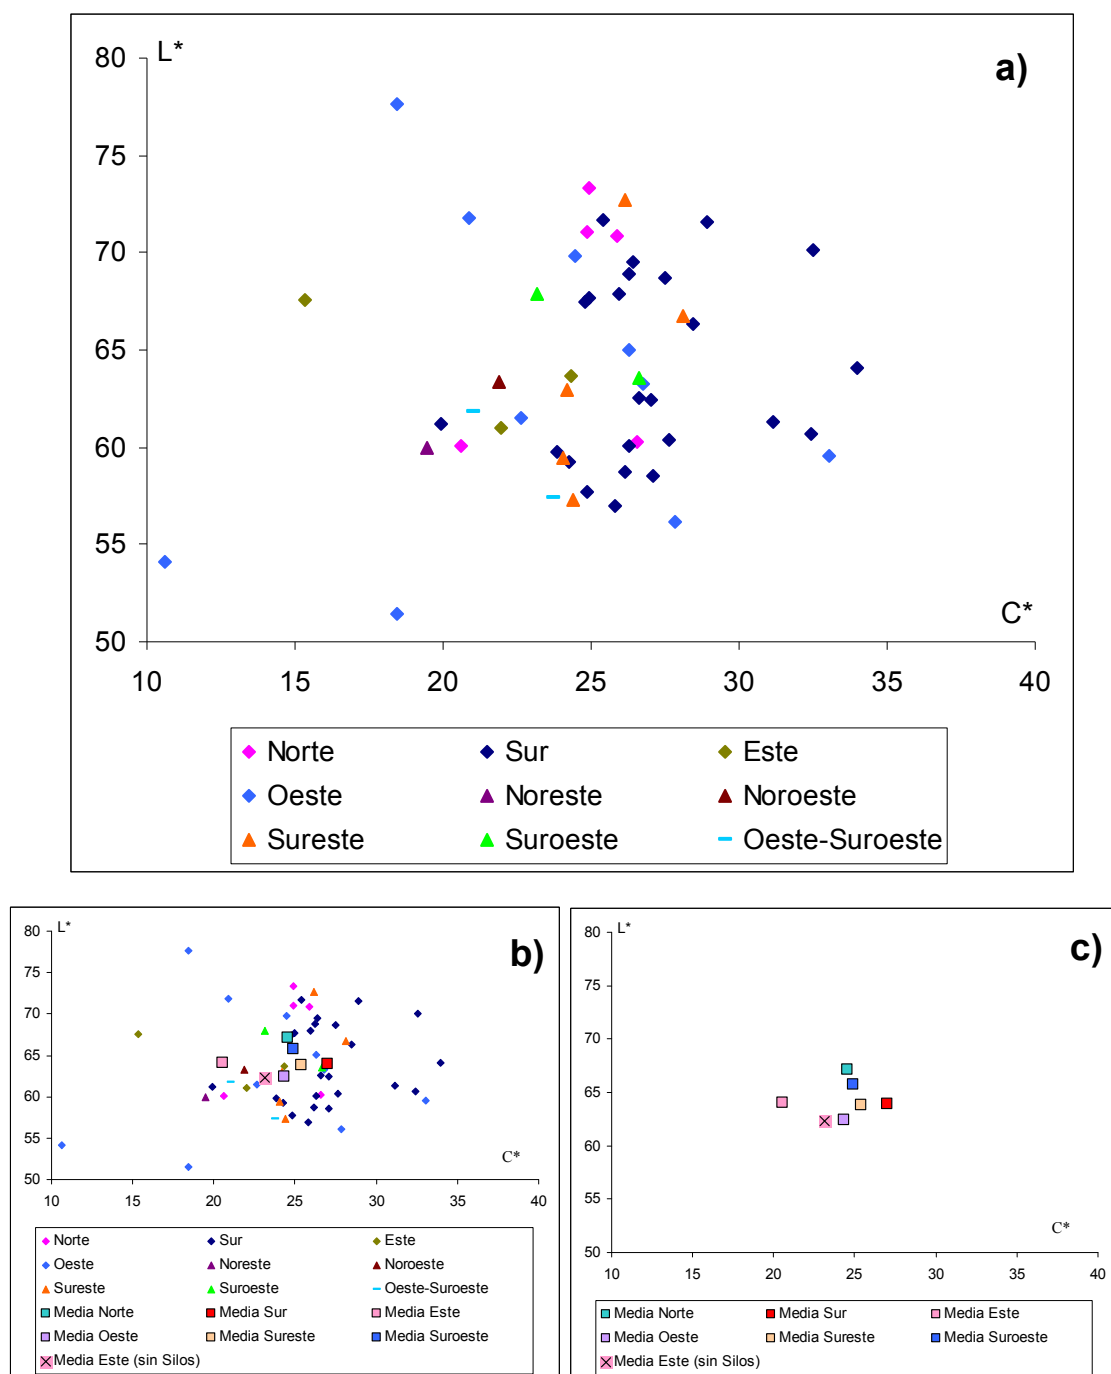 L*
a)
80
75
70
65
60
55
50
C*
10 15 20 25 30 35 40
Norte Sur Este
Oeste Noreste Noroeste
Sureste Suroeste Oeste-Suroeste
L*
b)
80
75
70
65
60
55
50
C*
10 15 20 25 30 35 40
Norte Sur Este
Oeste Noreste Noroeste
Sureste Suroeste Oeste-Suroeste
Media Norte Media Sur Media Este
Media Oeste Media Sureste Media Suroeste
Media Este (sin Silos)
L*
c)
80
75
70
65
60
55
50
C*
10 15 20 25 30 35 40
Media Norte Media Sur Media Este
Media Oeste Media Sureste Media Suroeste
Media Este (sin Silos)